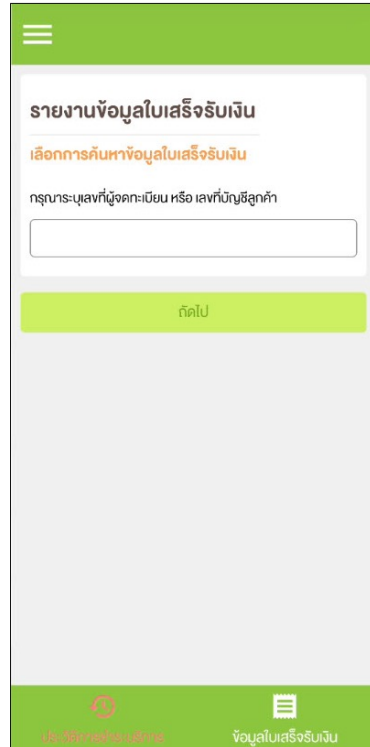 รายงานข้อมูลใบเสร็จรับเงิน
เลือกการค้นหาข้อมูลใบเสร็จรับเงิน
กรุณาระบุเลขที่ผู้จดทะเบียน หรือ เลขที่บัญชีลูกค้า
ถัดไป
ข้อมูลใบเสร็จรับเงิน